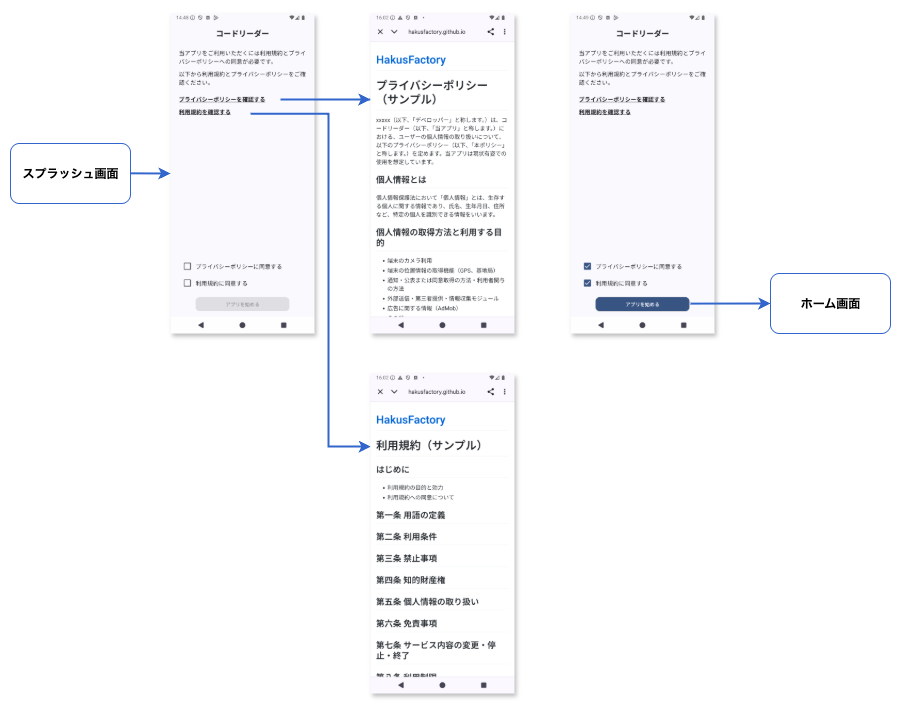 スプラッシュ画面
14:46
コードリーダー
当アプリをご利用いただくには利用規約とプライ
バシーポリシーへの同意が必要です。
以下から利用規約とプライバシーポリシーをご確
認ください。
プライバシーポリシーを確認する
利用規約を確認する
プライバシーポリシーに同意する
利用規約に同意する
アプリを始める
16:02
hakusfactory.github.io
HakusFactory
プライバシーポリシー
（サンプル）
xxxxx（以下、「デベロッパー」と称します。）は、コ
ードリーダー（以下、「当アプリ」と称します。）に
おける、ユーザーの個人情報の取り扱いについて、
以下のプライバシーポリシー（以下、「本ポリシー」
と称します。）を定めます。当アプリは現状有姿での
使用を想定しています。
個人情報とは
個人情報保護法において「個人情報」とは、生存す
る個人に関する情報であり、氏名、生年月日、住所
など、特定の個人を識別できる情報をいいます。
個人情報の取得方法と利用する目
的
• 端末のカメラ利用
• 端末の位置情報の取得機能（GPS、基地局）
• 通知・公表または同意取得の方法・利用者関与
の方法
• 外部送信・第三者提供・情報収集モジュール
• 広告に関する情報（AdMob）
14:46
コードリーダー
当アプリをご利用いただくには利用規約とプライ
バシーポリシーへの同意が必要です。
以下から利用規約とプライバシーポリシーをご確
認ください。
プライバシーポリシーを確認する
利用規約を確認する
プライバシーポリシーに同意する
利用規約に同意する
アプリを始める
ホーム画面
16:02
hakusfactory.github.io
HakusFactory
利用規約（サンプル）
はじめに
• 利用規約の目的と効力
• 利用規約への同意について
第一条 用語の定義
第二条 利用条件
第三条 禁止事項
第四条 知的財産権
第五条 個人情報の取り扱い
第六条 免責事項
第七条 サービス内容の変更・停
止・終了
第八条 利用制限